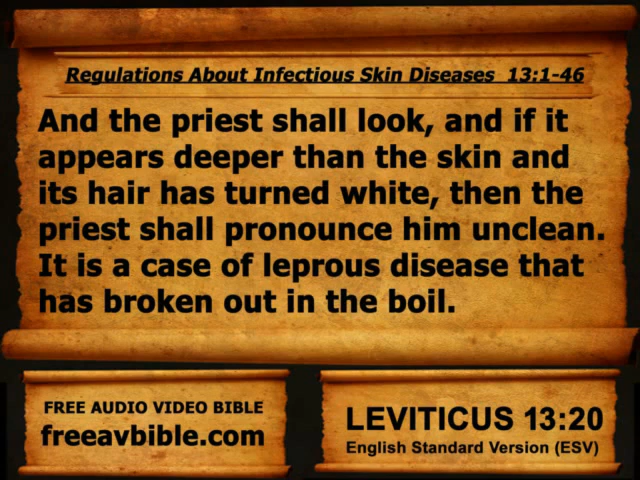 Regulations About Infectious Skin Diseases  13:1-46
And the priest shall look, and if it
appears deeper than the skin and
its hair has turned white, then the
priest shall pronounce him unclean.
It is a case of leprous disease that
has broken out in the boil.
FREE AUDIO VIDEO BIBLE
freeavbible.com
LEVITICUS 13:20
English Standard Version (ESV)